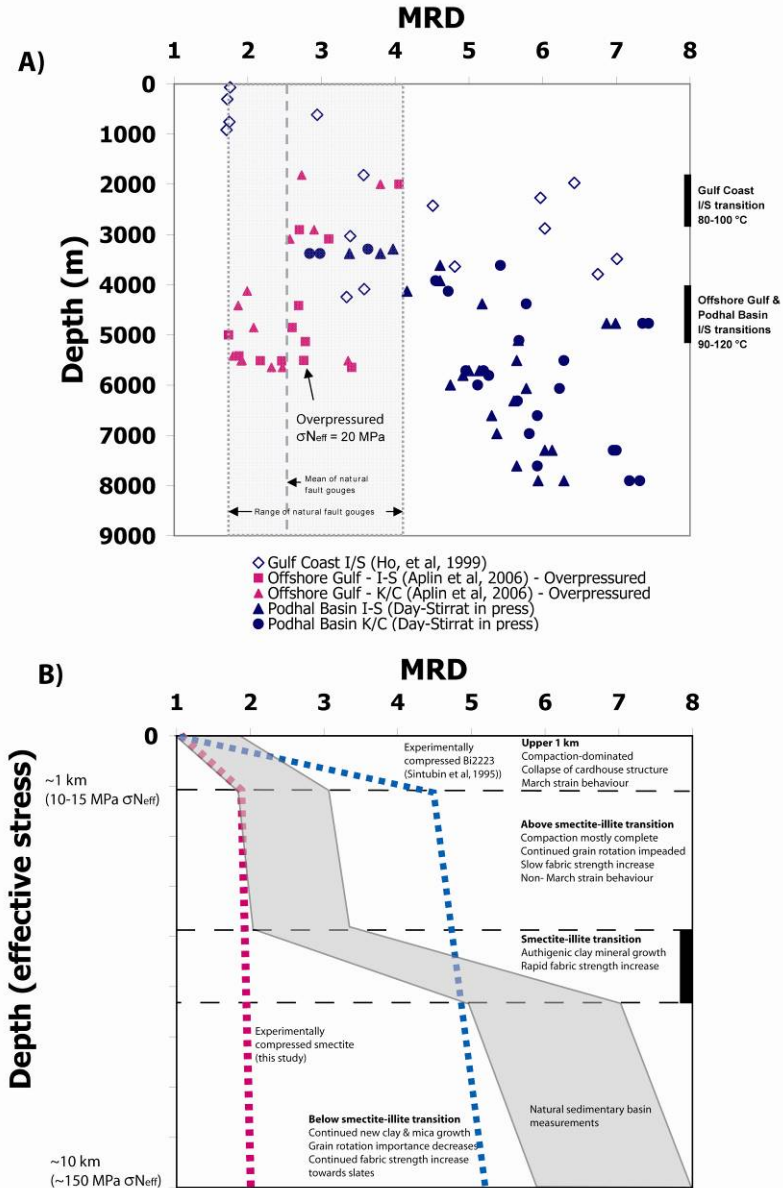 MRD
A)
1 2 3 4 5 6 7 8
0
1000
2000
3000
4000
5000
6000
7000
8000
9000
Depth (m)
Gulf Coast
I/S transition
80-100 °C
Offshore Gulf &
Podhal Basin
I/S transitions
90-120 °C
Overpressured
σNeff = 20 MPa
Mean of natural
fault gouges
Range of natural fault gouges
Gulf Coast I/S (Ho, et al, 1999)
Offshore Gulf - I-S (Aplin et al, 2006) - Overpressured
Offshore Gulf - K/C (Aplin et al, 2006) - Overpressured
Podhal Basin I-S (Day-Stirrat in press)
Podhal Basin K/C (Day-Stirrat in press)
B)
MRD
1 2 3 4 5 6 7 8
Depth (effective stress)
0
~1 km
(10-15 MPa σNeff)
~10 km
(~150 MPa σNeff)
Experimentally
compressed Bi2223
(Sintubin et al, 1995))
Upper 1 km
Compaction-dominated
Collapse of cardhouse structure
March strain behaviour
Above smectite-illite transition
Compaction mostly complete
Continued grain rotation impeaded
Slow fabric strength increase
Non- March strain behaviour
Smectite-illite transition
Authigenic clay mineral growth
Rapid fabric strength increase
Experimentally
compressed smectite
(this study)
Below smectite-illite transition
Continued new clay & mica growth
Grain rotation importance decreases
Continued fabric strength increase
towards slates
Natural sedimentary basin
measurements